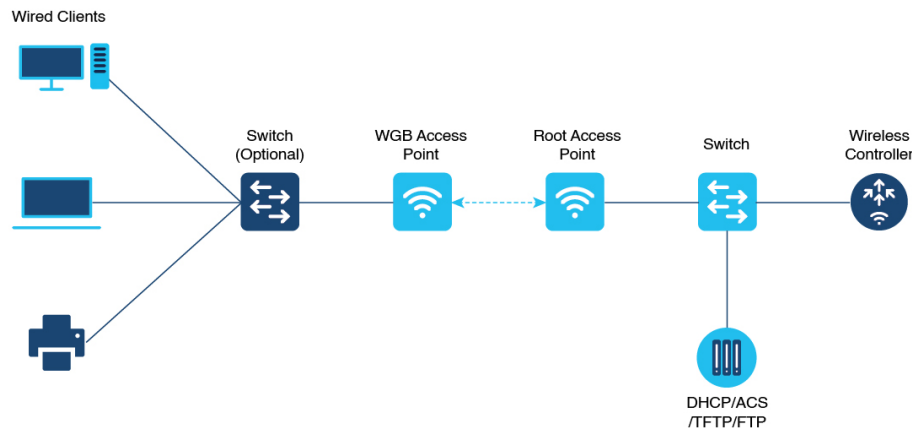 Wired Clients
Switch
(Optional)
WGB Access
Point
Root Access
Point
Switch
Wireless
Controller
DHCP/ACS
/TFTP/FTP